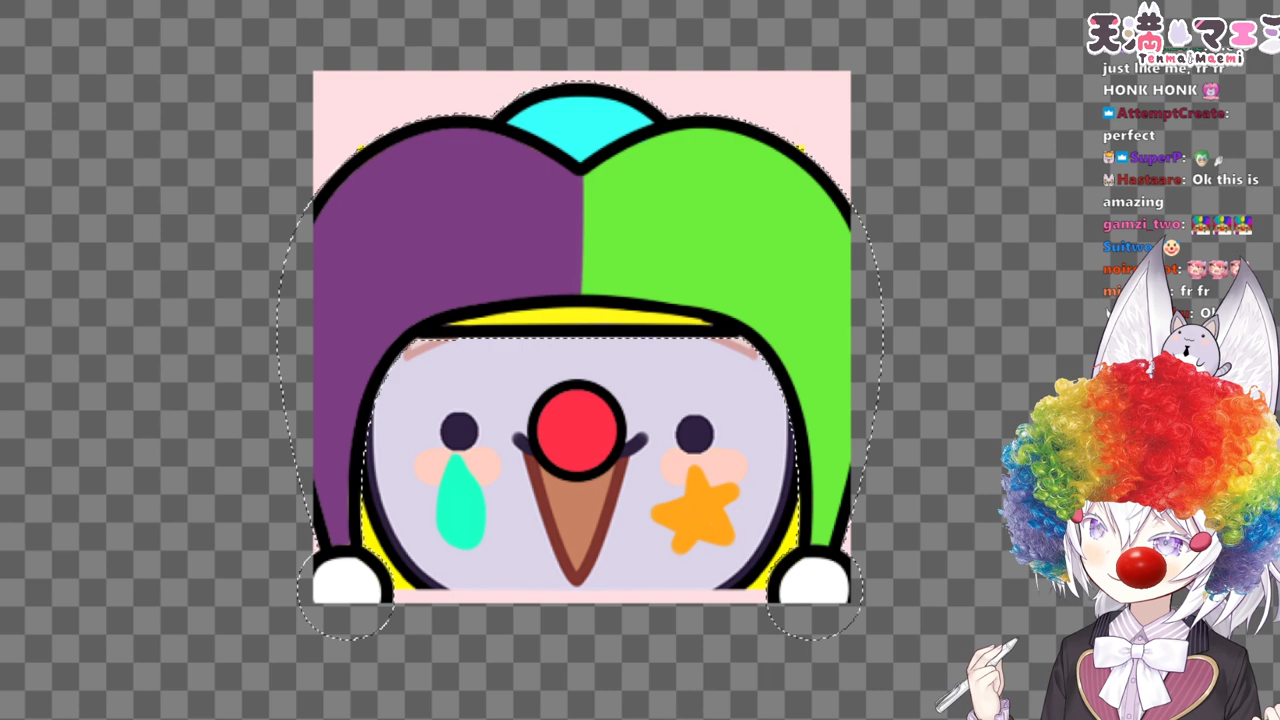 天満マエミ
Tenma Maemi
just like me, fr fr
HONK HONK
AttemptCreate:
perfect
SuperP:
Hastaare: Ok this is
amazing
gamzi_two:
fr fr